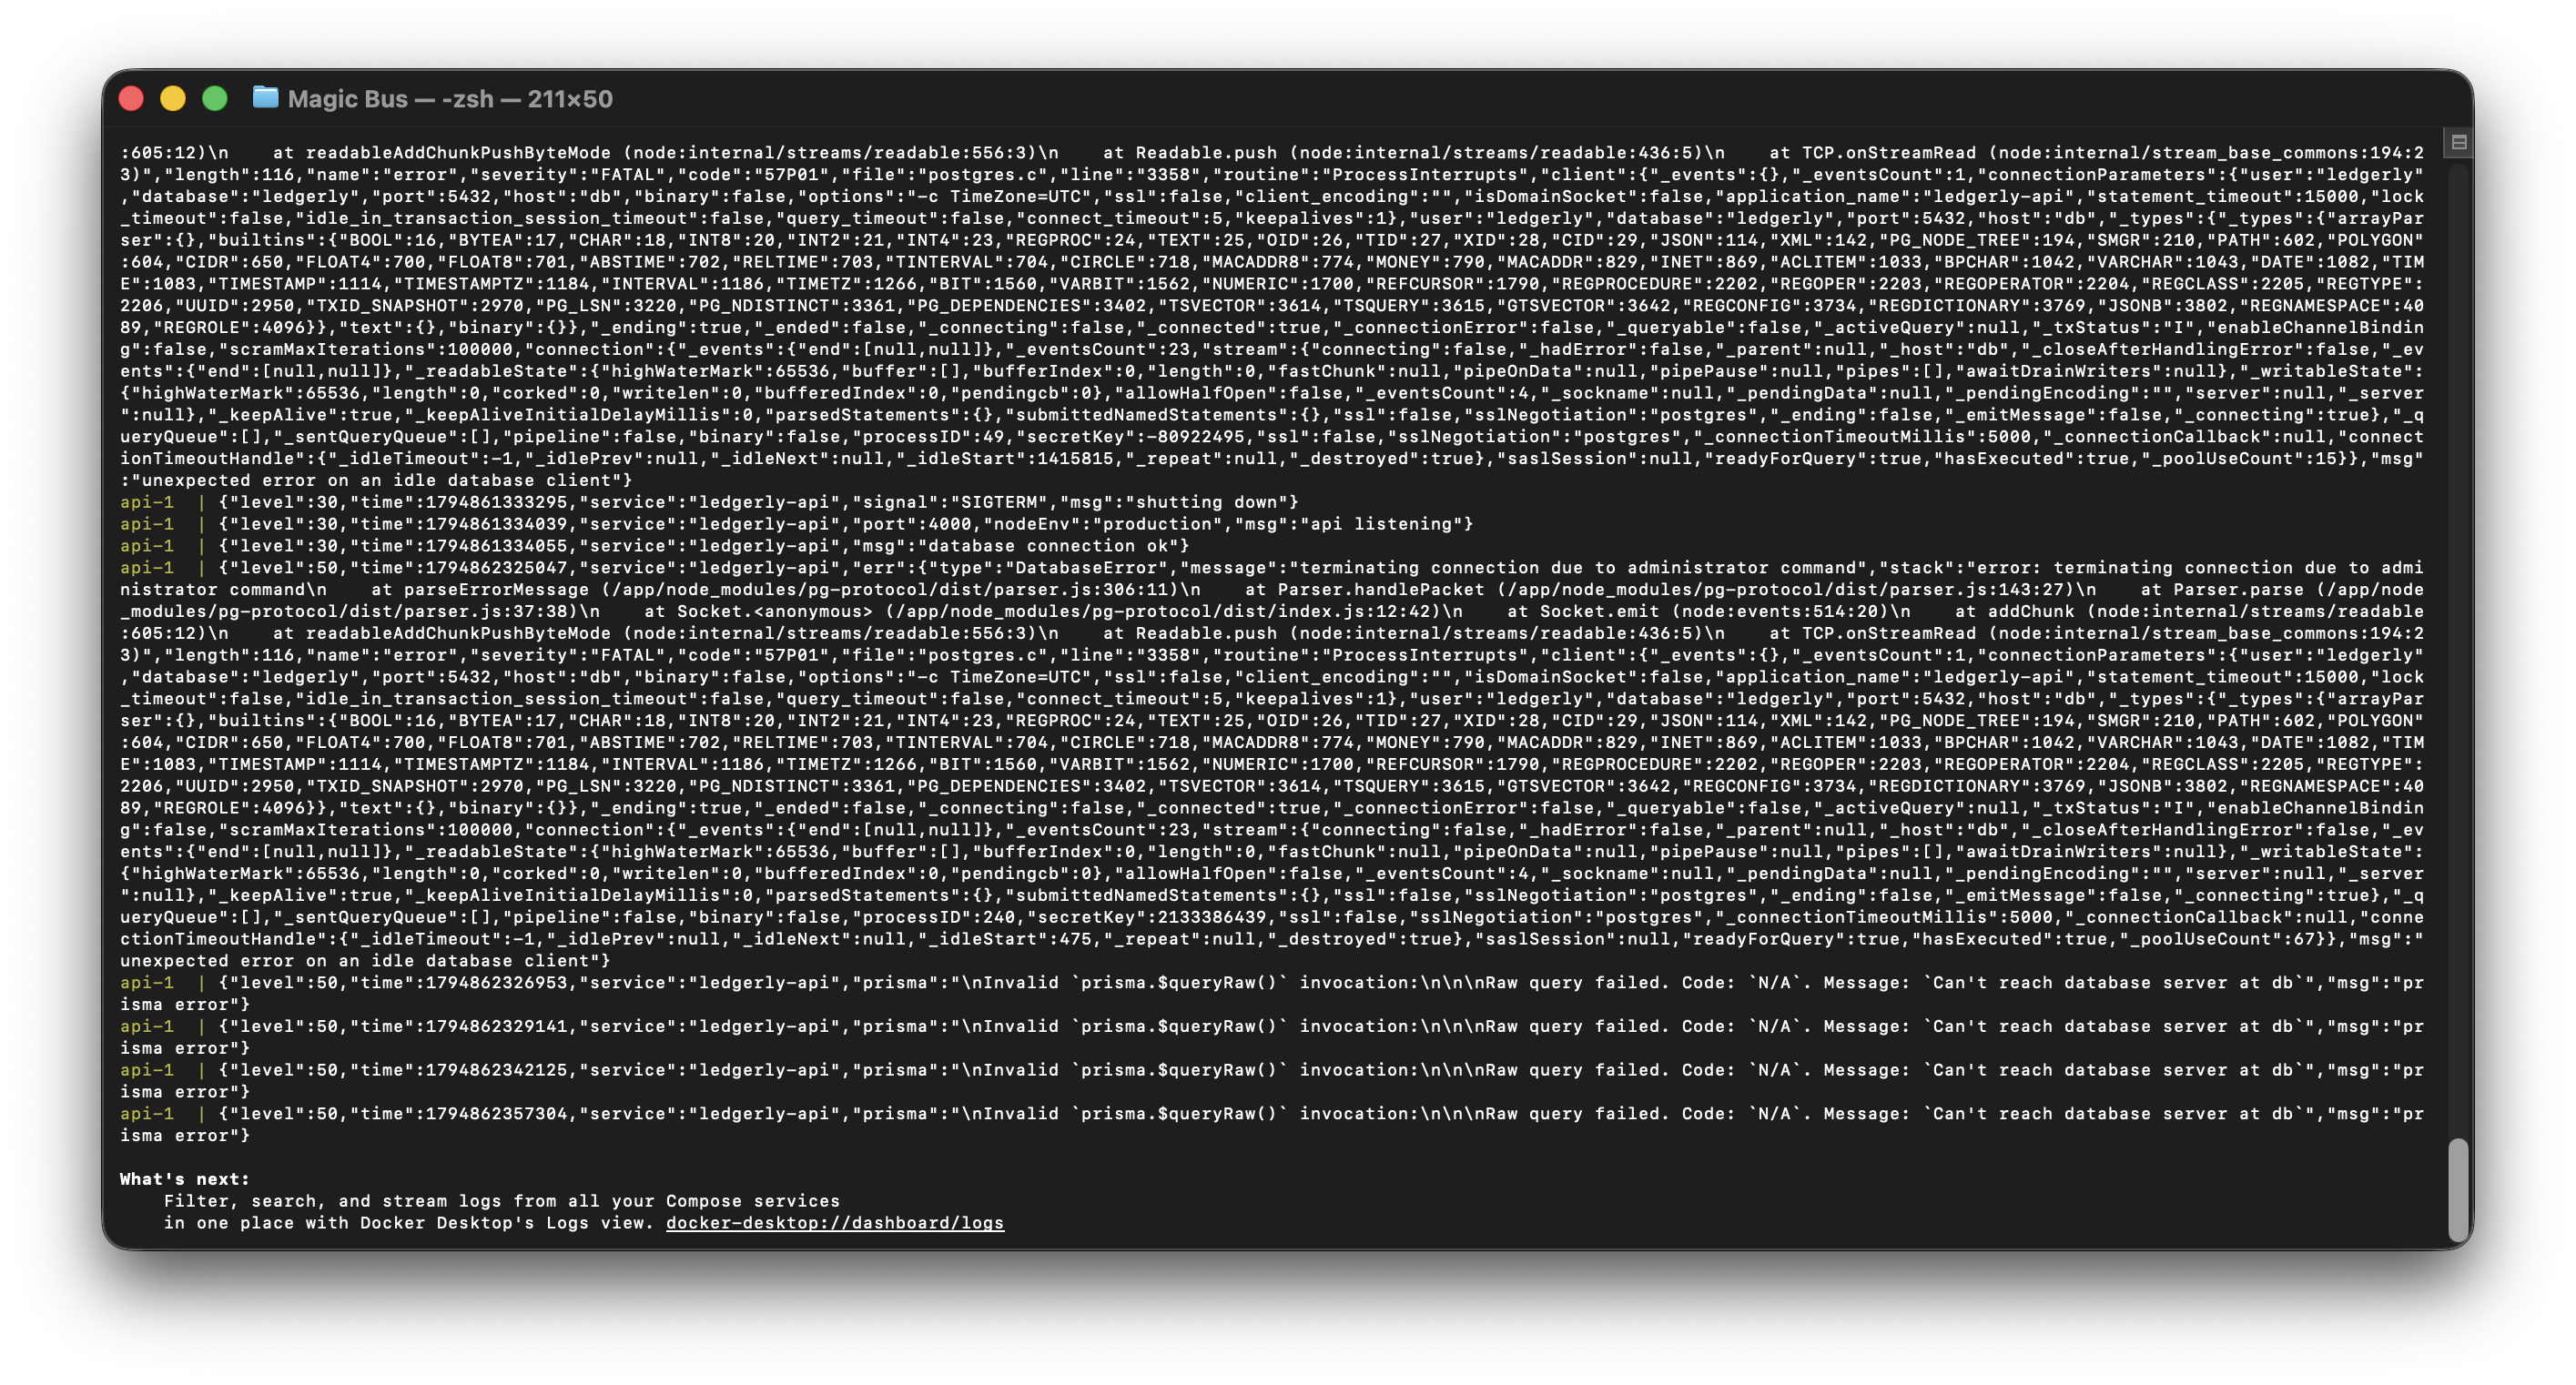 Magic Bus — -zsh — 211×50
:605:12)\n    at readableAddChunkPushByteMode (node:internal/streams/readable:556:3)\n    at Readable.push (node:internal/streams/readable:436:5)\n    at TCP.onStreamRead (node:internal/stream_base_commons:194:2
3)","length":116,"name":"error","severity":"FATAL","code":"57P01","file":"postgres.c","line":"3358","routine":"ProcessInterrupts","client":{"_events":{},"_eventsCount":1,"connectionParameters":{"user":"ledgerly"
,"database":"ledgerly","port":5432,"host":"db","binary":false,"options":"-c TimeZone=UTC","ssl":false,"client_encoding":"","isDomainSocket":false,"application_name":"ledgerly-api","statement_timeout":15000,"lock
_timeout":false,"idle_in_transaction_session_timeout":false,"query_timeout":false,"connect_timeout":5,"keepalives":1},"user":"ledgerly","database":"ledgerly","port":5432,"host":"db","_types":{"_types":{"arrayPar
ser":{},"builtins":{"BOOL":16,"BYTEA":17,"CHAR":18,"INT8":20,"INT2":21,"INT4":23,"REGPROC":24,"TEXT":25,"OID":26,"TID":27,"XID":28,"CID":29,"JSON":114,"XML":142,"PG_NODE_TREE":194,"SMGR":210,"PATH":602,"POLYGON"
:604,"CIDR":650,"FLOAT4":700,"FLOAT8":701,"ABSTIME":702,"RELTIME":703,"TINTERVAL":704,"CIRCLE":718,"MACADDR8":774,"MONEY":790,"MACADDR":829,"INET":869,"ACLITEM":1033,"BPCHAR":1042,"VARCHAR":1043,"DATE":1082,"TIM
E":1083,"TIMESTAMP":1114,"TIMESTAMPTZ":1184,"INTERVAL":1186,"TIMETZ":1266,"BIT":1560,"VARBIT":1562,"NUMERIC":1700,"REFCURSOR":1790,"REGPROCEDURE":2202,"REGOPER":2203,"REGOPERATOR":2204,"REGCLASS":2205,"REGTYPE":
2206,"UUID":2950,"TXID_SNAPSHOT":2970,"PG_LSN":3220,"PG_NDISTINCT":3361,"PG_DEPENDENCIES":3402,"TSVECTOR":3614,"TSQUERY":3615,"GTSVECTOR":3642,"REGCONFIG":3734,"REGDICTIONARY":3769,"JSONB":3802,"REGNAMESPACE":40
89,"REGROLE":4096}},"text":{},"binary":{}},"_ending":true,"_ended":false,"_connecting":false,"_connected":true,"_connectionError":false,"_queryable":false,"_activeQuery":null,"_txStatus":"I","enableChannelBindin
g":false,"scramMaxIterations":100000,"connection":{"_events":{"end":[null,null]},"_eventsCount":23,"stream":{"connecting":false,"_hadError":false,"_parent":null,"_host":"db","_closeAfterHandlingError":false,"_ev
ents":{"end":[null,null]},"_readableState":{"highWaterMark":65536,"buffer":[],"bufferIndex":0,"length":0,"fastChunk":null,"pipeOnData":null,"pipePause":null,"pipes":[],"awaitDrainWriters":null},"_writableState":
{"highWaterMark":65536,"length":0,"corked":0,"writelen":0,"bufferedIndex":0,"pendingcb":0},"allowHalfOpen":false,"_eventsCount":4,"_sockname":null,"_pendingData":null,"_pendingEncoding":"","server":null,"_server
":null},"_keepAlive":true,"_keepAliveInitialDelayMillis":0,"parsedStatements":{},"submittedNamedStatements":{},"ssl":false,"sslNegotiation":"postgres","_ending":false,"_emitMessage":false,"_connecting":true},"_q
ueryQueue":[],"_sentQueryQueue":[],"pipeline":false,"binary":false,"processID":49,"secretKey":-80922495,"ssl":false,"sslNegotiation":"postgres","_connectionTimeoutMillis":5000,"_connectionCallback":null,"connect
ionTimeoutHandle":{"_idleTimeout":-1,"_idlePrev":null,"_idleNext":null,"_idleStart":1415815,"_repeat":null,"_destroyed":true},"saslSession":null,"readyForQuery":true,"hasExecuted":true,"_poolUseCount":15}},"msg"
:"unexpected error on an idle database client"}
api-1  | {"level":30,"time":1794861333295,"service":"ledgerly-api","signal":"SIGTERM","msg":"shutting down"}
api-1  | {"level":30,"time":1794861334039,"service":"ledgerly-api","port":4000,"nodeEnv":"production","msg":"api listening"}
api-1  | {"level":30,"time":1794861334055,"service":"ledgerly-api","msg":"database connection ok"}
api-1  | {"level":50,"time":1794862325047,"service":"ledgerly-api","err":{"type":"DatabaseError","message":"terminating connection due to administrator command","stack":"error: terminating connection due to admi
nistrator command\n    at parseErrorMessage (/app/node_modules/pg-protocol/dist/parser.js:306:11)\n    at Parser.handlePacket (/app/node_modules/pg-protocol/dist/parser.js:143:27)\n    at Parser.parse (/app/node
_modules/pg-protocol/dist/parser.js:37:38)\n    at Socket.<anonymous> (/app/node_modules/pg-protocol/dist/index.js:12:42)\n    at Socket.emit (node:events:514:20)\n    at addChunk (node:internal/streams/readable
:605:12)\n    at readableAddChunkPushByteMode (node:internal/streams/readable:556:3)\n    at Readable.push (node:internal/streams/readable:436:5)\n    at TCP.onStreamRead (node:internal/stream_base_commons:194:2
3)","length":116,"name":"error","severity":"FATAL","code":"57P01","file":"postgres.c","line":"3358","routine":"ProcessInterrupts","client":{"_events":{},"_eventsCount":1,"connectionParameters":{"user":"ledgerly"
,"database":"ledgerly","port":5432,"host":"db","binary":false,"options":"-c TimeZone=UTC","ssl":false,"client_encoding":"","isDomainSocket":false,"application_name":"ledgerly-api","statement_timeout":15000,"lock
_timeout":false,"idle_in_transaction_session_timeout":false,"query_timeout":false,"connect_timeout":5,"keepalives":1},"user":"ledgerly","database":"ledgerly","port":5432,"host":"db","_types":{"_types":{"arrayPar
ser":{},"builtins":{"BOOL":16,"BYTEA":17,"CHAR":18,"INT8":20,"INT2":21,"INT4":23,"REGPROC":24,"TEXT":25,"OID":26,"TID":27,"XID":28,"CID":29,"JSON":114,"XML":142,"PG_NODE_TREE":194,"SMGR":210,"PATH":602,"POLYGON"
:604,"CIDR":650,"FLOAT4":700,"FLOAT8":701,"ABSTIME":702,"RELTIME":703,"TINTERVAL":704,"CIRCLE":718,"MACADDR8":774,"MONEY":790,"MACADDR":829,"INET":869,"ACLITEM":1033,"BPCHAR":1042,"VARCHAR":1043,"DATE":1082,"TIM
E":1083,"TIMESTAMP":1114,"TIMESTAMPTZ":1184,"INTERVAL":1186,"TIMETZ":1266,"BIT":1560,"VARBIT":1562,"NUMERIC":1700,"REFCURSOR":1790,"REGPROCEDURE":2202,"REGOPER":2203,"REGOPERATOR":2204,"REGCLASS":2205,"REGTYPE":
2206,"UUID":2950,"TXID_SNAPSHOT":2970,"PG_LSN":3220,"PG_NDISTINCT":3361,"PG_DEPENDENCIES":3402,"TSVECTOR":3614,"TSQUERY":3615,"GTSVECTOR":3642,"REGCONFIG":3734,"REGDICTIONARY":3769,"JSONB":3802,"REGNAMESPACE":40
89,"REGROLE":4096}},"text":{},"binary":{}},"_ending":true,"_ended":false,"_connecting":false,"_connected":true,"_connectionError":false,"_queryable":false,"_activeQuery":null,"_txStatus":"I","enableChannelBindin
g":false,"scramMaxIterations":100000,"connection":{"_events":{"end":[null,null]},"_eventsCount":23,"stream":{"connecting":false,"_hadError":false,"_parent":null,"_host":"db","_closeAfterHandlingError":false,"_ev
ents":{"end":[null,null]},"_readableState":{"highWaterMark":65536,"buffer":[],"bufferIndex":0,"length":0,"fastChunk":null,"pipeOnData":null,"pipePause":null,"pipes":[],"awaitDrainWriters":null},"_writableState":
{"highWaterMark":65536,"length":0,"corked":0,"writelen":0,"bufferedIndex":0,"pendingcb":0},"allowHalfOpen":false,"_eventsCount":4,"_sockname":null,"_pendingData":null,"_pendingEncoding":"","server":null,"_server
":null},"_keepAlive":true,"_keepAliveInitialDelayMillis":0,"parsedStatements":{},"submittedNamedStatements":{},"ssl":false,"sslNegotiation":"postgres","_ending":false,"_emitMessage":false,"_connecting":true},"_q
ueryQueue":[],"_sentQueryQueue":[],"pipeline":false,"binary":false,"processID":240,"secretKey":2133386439,"ssl":false,"sslNegotiation":"postgres","_connectionTimeoutMillis":5000,"_connectionCallback":null,"conne
ctionTimeoutHandle":{"_idleTimeout":-1,"_idlePrev":null,"_idleNext":null,"_idleStart":475,"_repeat":null,"_destroyed":true},"saslSession":null,"readyForQuery":true,"hasExecuted":true,"_poolUseCount":67}},"msg":"
unexpected error on an idle database client"}
api-1  | {"level":50,"time":1794862326953,"service":"ledgerly-api","prisma":"\nInvalid `prisma.$queryRaw()` invocation:\n\n\nRaw query failed. Code: `N/A`. Message: `Can't reach database server at db`","msg":"pr
isma error"}
api-1  | {"level":50,"time":1794862329141,"service":"ledgerly-api","prisma":"\nInvalid `prisma.$queryRaw()` invocation:\n\n\nRaw query failed. Code: `N/A`. Message: `Can't reach database server at db`","msg":"pr
isma error"}
api-1  | {"level":50,"time":1794862342125,"service":"ledgerly-api","prisma":"\nInvalid `prisma.$queryRaw()` invocation:\n\n\nRaw query failed. Code: `N/A`. Message: `Can't reach database server at db`","msg":"pr
isma error"}
api-1  | {"level":50,"time":1794862357304,"service":"ledgerly-api","prisma":"\nInvalid `prisma.$queryRaw()` invocation:\n\n\nRaw query failed. Code: `N/A`. Message: `Can't reach database server at db`","msg":"pr
isma error"}
What's next:
    Filter, search, and stream logs from all your Compose services
    in one place with Docker Desktop's Logs view. docker-desktop://dashboard/logs